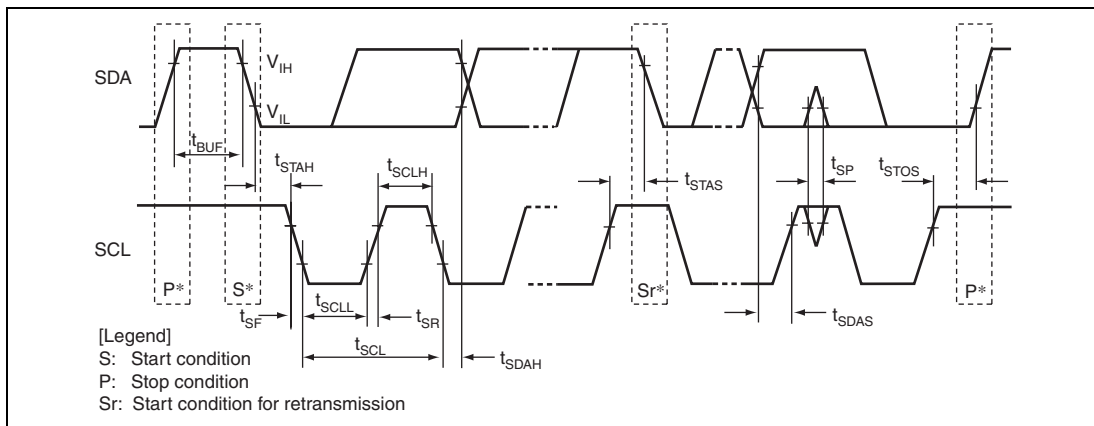 SDA
V_IH
V_IL
t_BUF
t_STAH
t_SCLH
t_STAS
t_SP
t_STOS
SCL
P*
S*
Sr*
P*
t_SF
t_SCLL
t_SR
t_SCL
t_SDAH
t_SDAS
[Legend]
S: Start condition
P: Stop condition
Sr: Start condition for retransmission